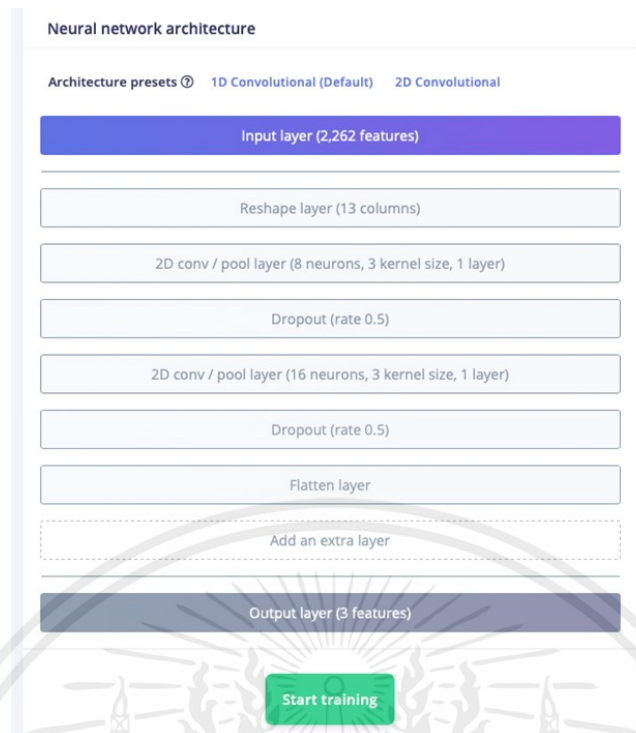 Neural network architecture
Architecture presets ? 1D Convolutional (Default) 2D Convolutional
Input layer (2,262 features)
Reshape layer (13 columns)
2D conv / pool layer (8 neurons, 3 kernel size, 1 layer)
Dropout (rate 0.5)
2D conv / pool layer (16 neurons, 3 kernel size, 1 layer)
Dropout (rate 0.5)
Flatten layer
Add an extra layer
Output layer (3 features)
Start training